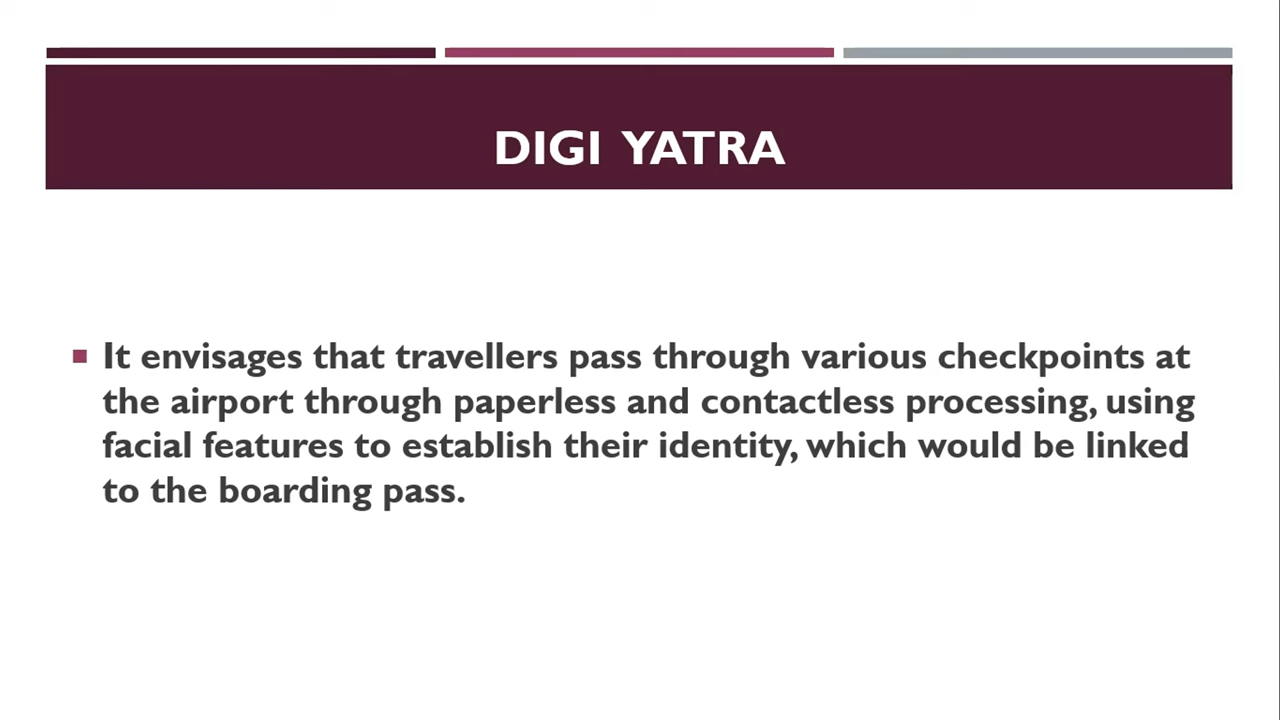 DIGI YATRA
It envisages that travellers pass through various checkpoints at
the airport through paperless and contactless processing, using
facial features to establish their identity, which would be linked
to the boarding pass.